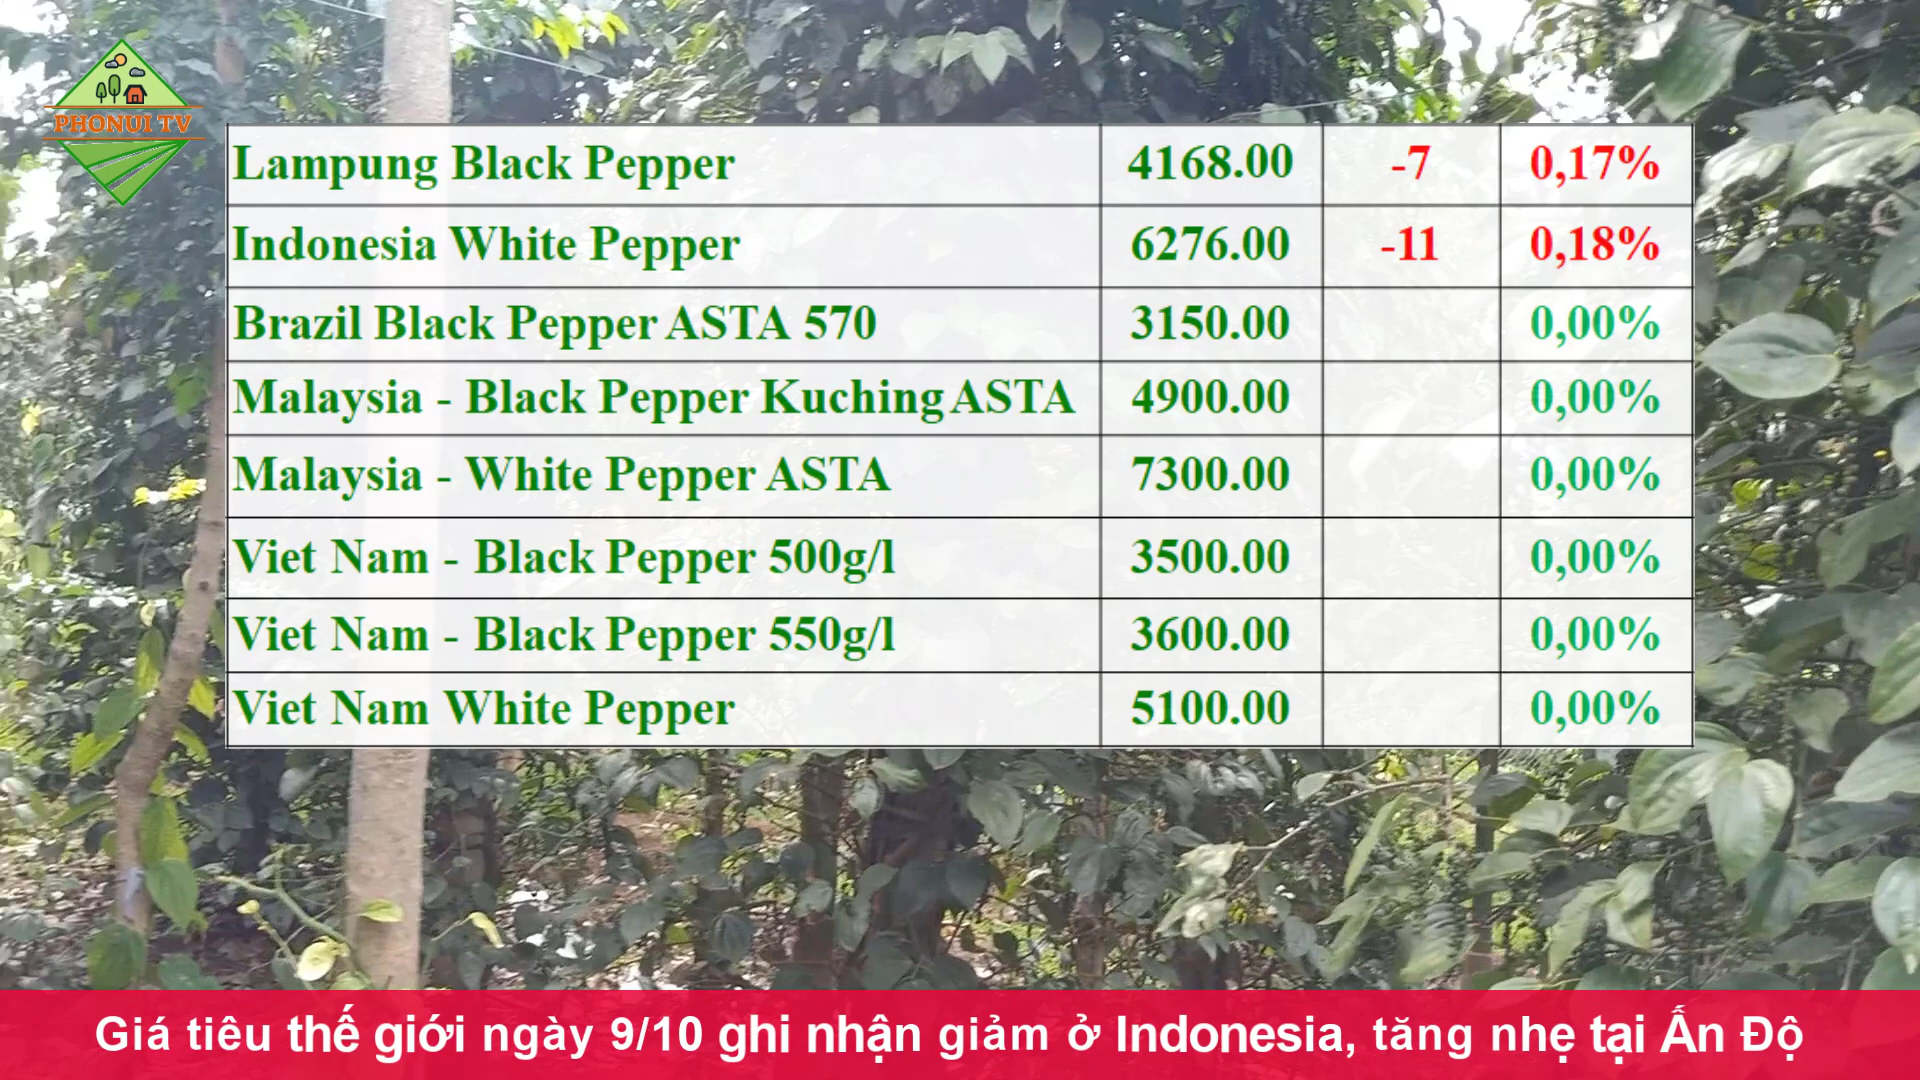 PHONUI TV
Lampung Black Pepper 4168.00 -7 0,17%
Indonesia White Pepper 6276.00 -11 0,18%
Brazil Black Pepper ASTA 570 3150.00 0,00%
Malaysia - Black Pepper Kuching ASTA 4900.00 0,00%
Malaysia - White Pepper ASTA 7300.00 0,00%
Viet Nam - Black Pepper 500g/l 3500.00 0,00%
Viet Nam - Black Pepper 550g/l 3600.00 0,00%
Viet Nam White Pepper 5100.00 0,00%
Giá tiêu thế giới ngày 9/10 ghi nhận giảm ở Indonesia, tăng nhẹ tại Ấn Độ